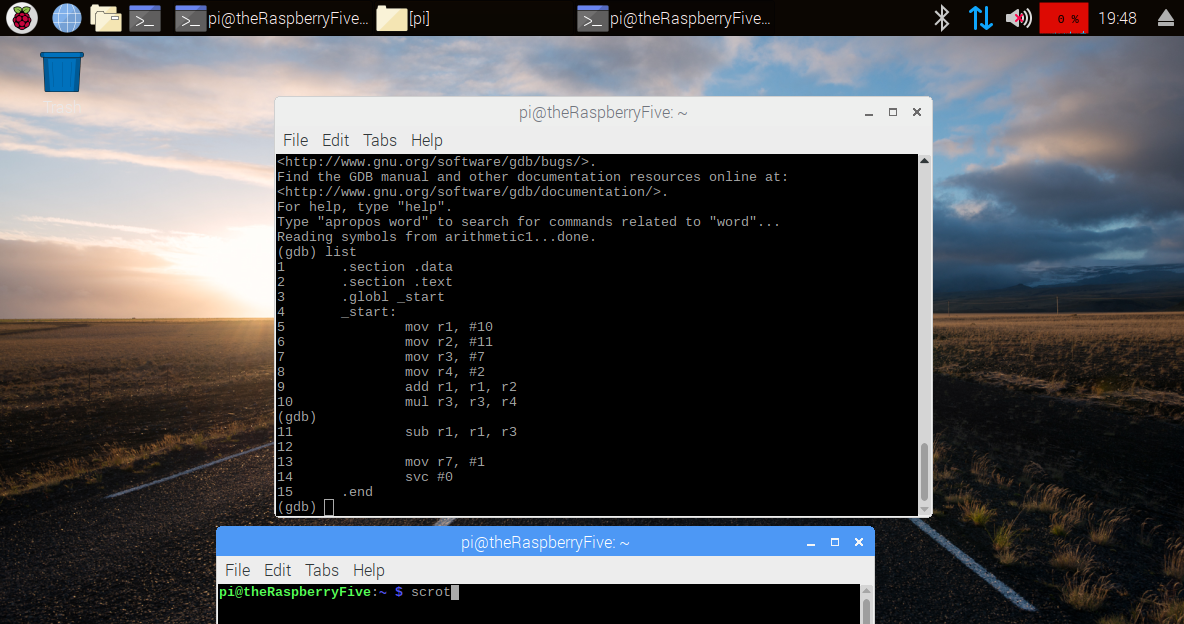 pi@theRaspberryFive... [pi] pi@theRaspberryFive... 0 % 19:48
Trash
pi@theRaspberryFive: ~
File Edit Tabs Help
<http://www.gnu.org/software/gdb/bugs/>.
Find the GDB manual and other documentation resources online at:
<http://www.gnu.org/software/gdb/documentation/>.
For help, type "help".
Type "apropos word" to search for commands related to "word"...
Reading symbols from arithmetic1...done.
(gdb) list
1       .section .data
2       .section .text
3       .globl _start
4       _start:
5               mov r1, #10
6               mov r2, #11
7               mov r3, #7
8               mov r4, #2
9               add r1, r1, r2
10              mul r3, r3, r4
(gdb)
11              sub r1, r1, r3
12
13              mov r7, #1
14              svc #0
15      .end
(gdb)
pi@theRaspberryFive: ~
File Edit Tabs Help
pi@theRaspberryFive:~ $ scrot